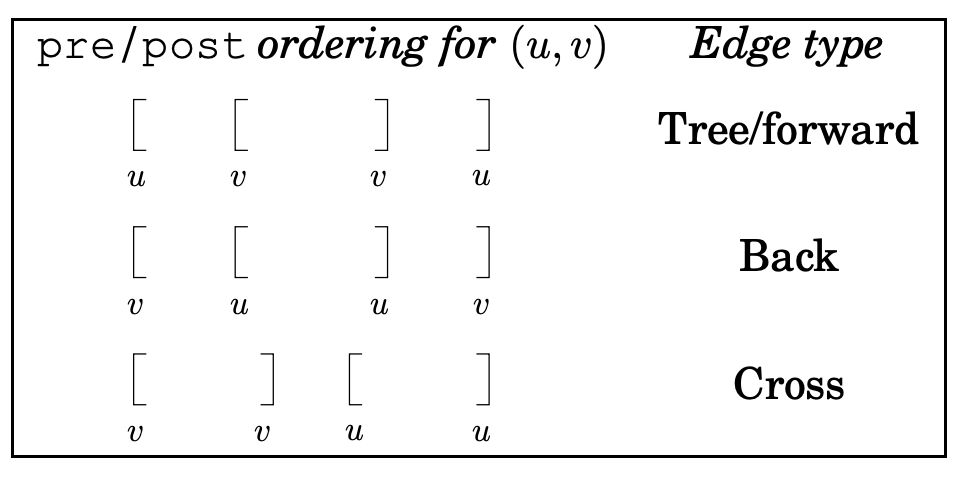 pre/post ordering for (u, v) Edge type
[ [ ] ] Tree/forward
u v v u
[ [ ] ] Back
v u u v
[ ] [ ] Cross
v v u u